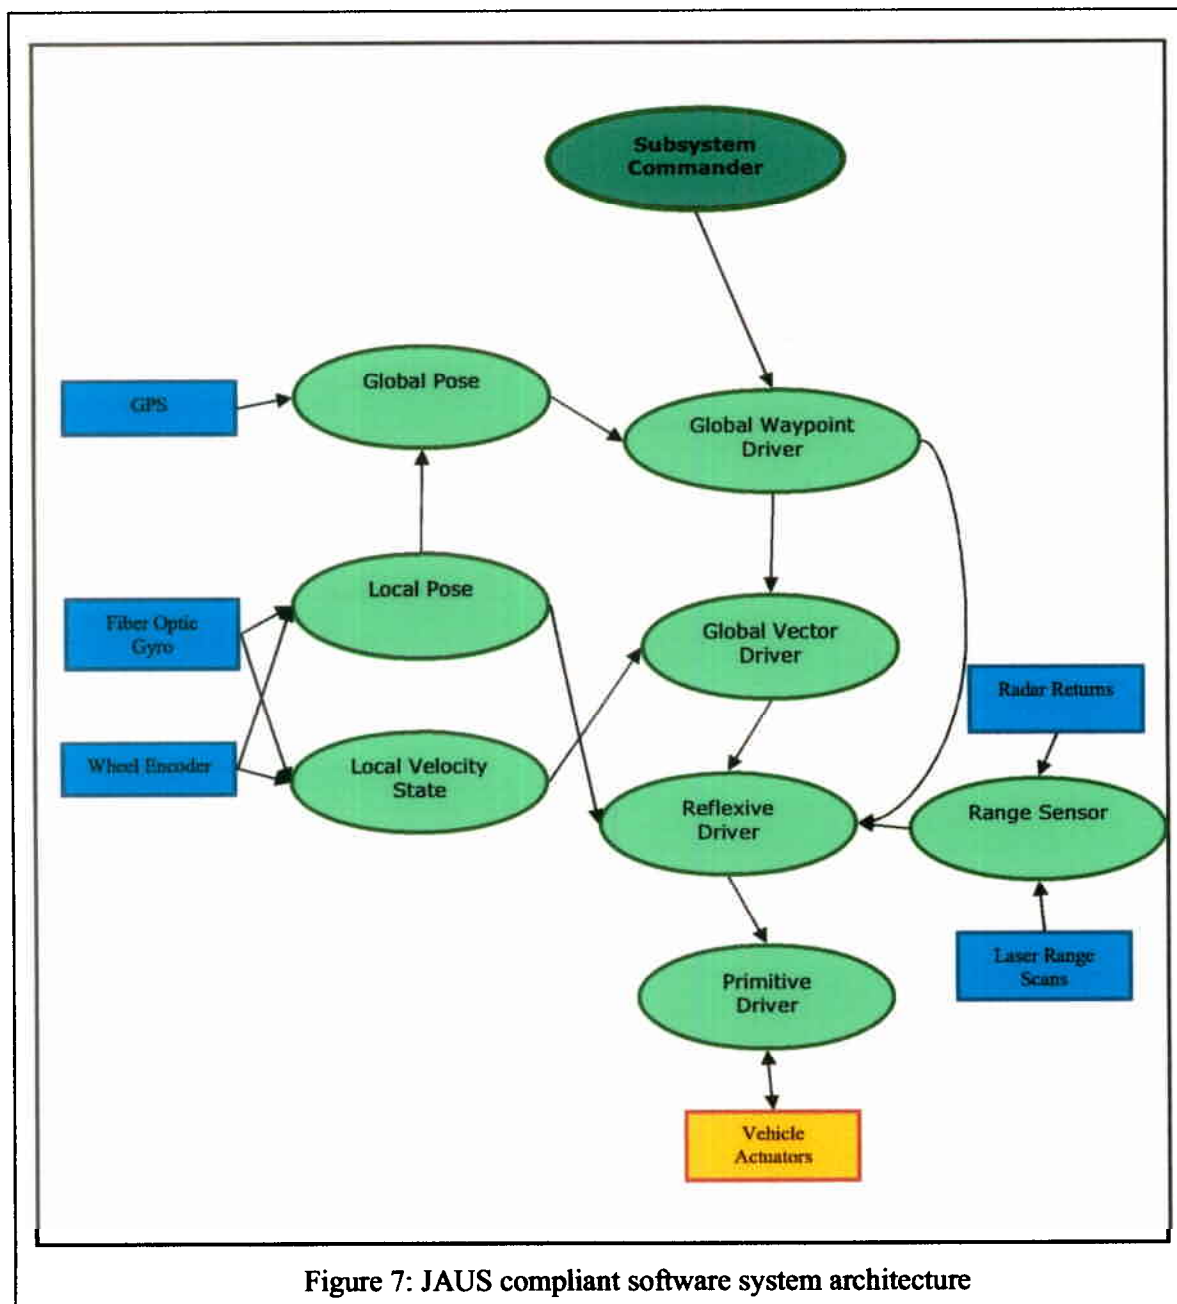 Subsystem
Commander
Global Pose
GPS
Global Waypoint
Driver
Local Pose
Fiber Optic
Gyro
Global Vector
Driver
Radar Returns
Wheel Encoder
Local Velocity
State
Reflexive
Driver
Range Sensor
Laser Range
Scans
Primitive
Driver
Vehicle
Actuators
Figure 7: JAUS compliant software system architecture